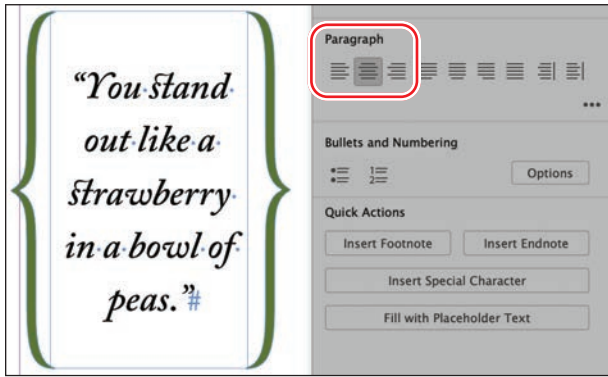 “You stand
out like a
strawberry
in a bowl of
peas.”#
Paragraph
Bullets and Numbering
Options
Quick Actions
Insert Footnote
Insert Endnote
Insert Special Character
Fill with Placeholder Text